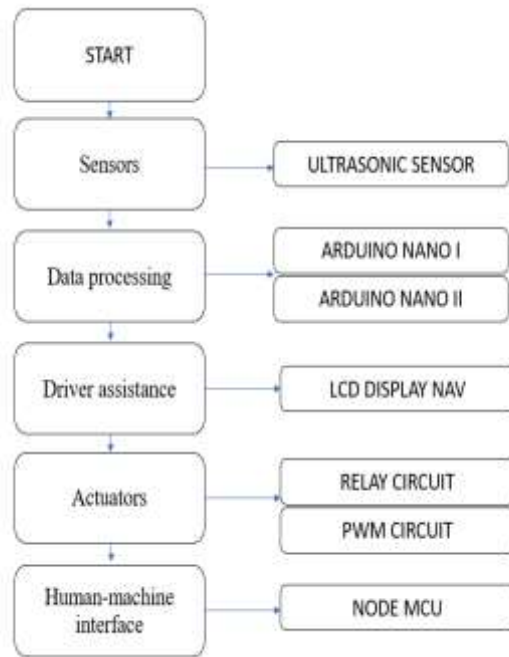 START
Sensors
ULTRASONIC SENSOR
Data processing
ARDUINO NANO I
ARDUINO NANO II
Driver assistance
LCD DISPLAY NAV
Actuators
RELAY CIRCUIT
PWM CIRCUIT
Human-machine
interface
NODE MCU